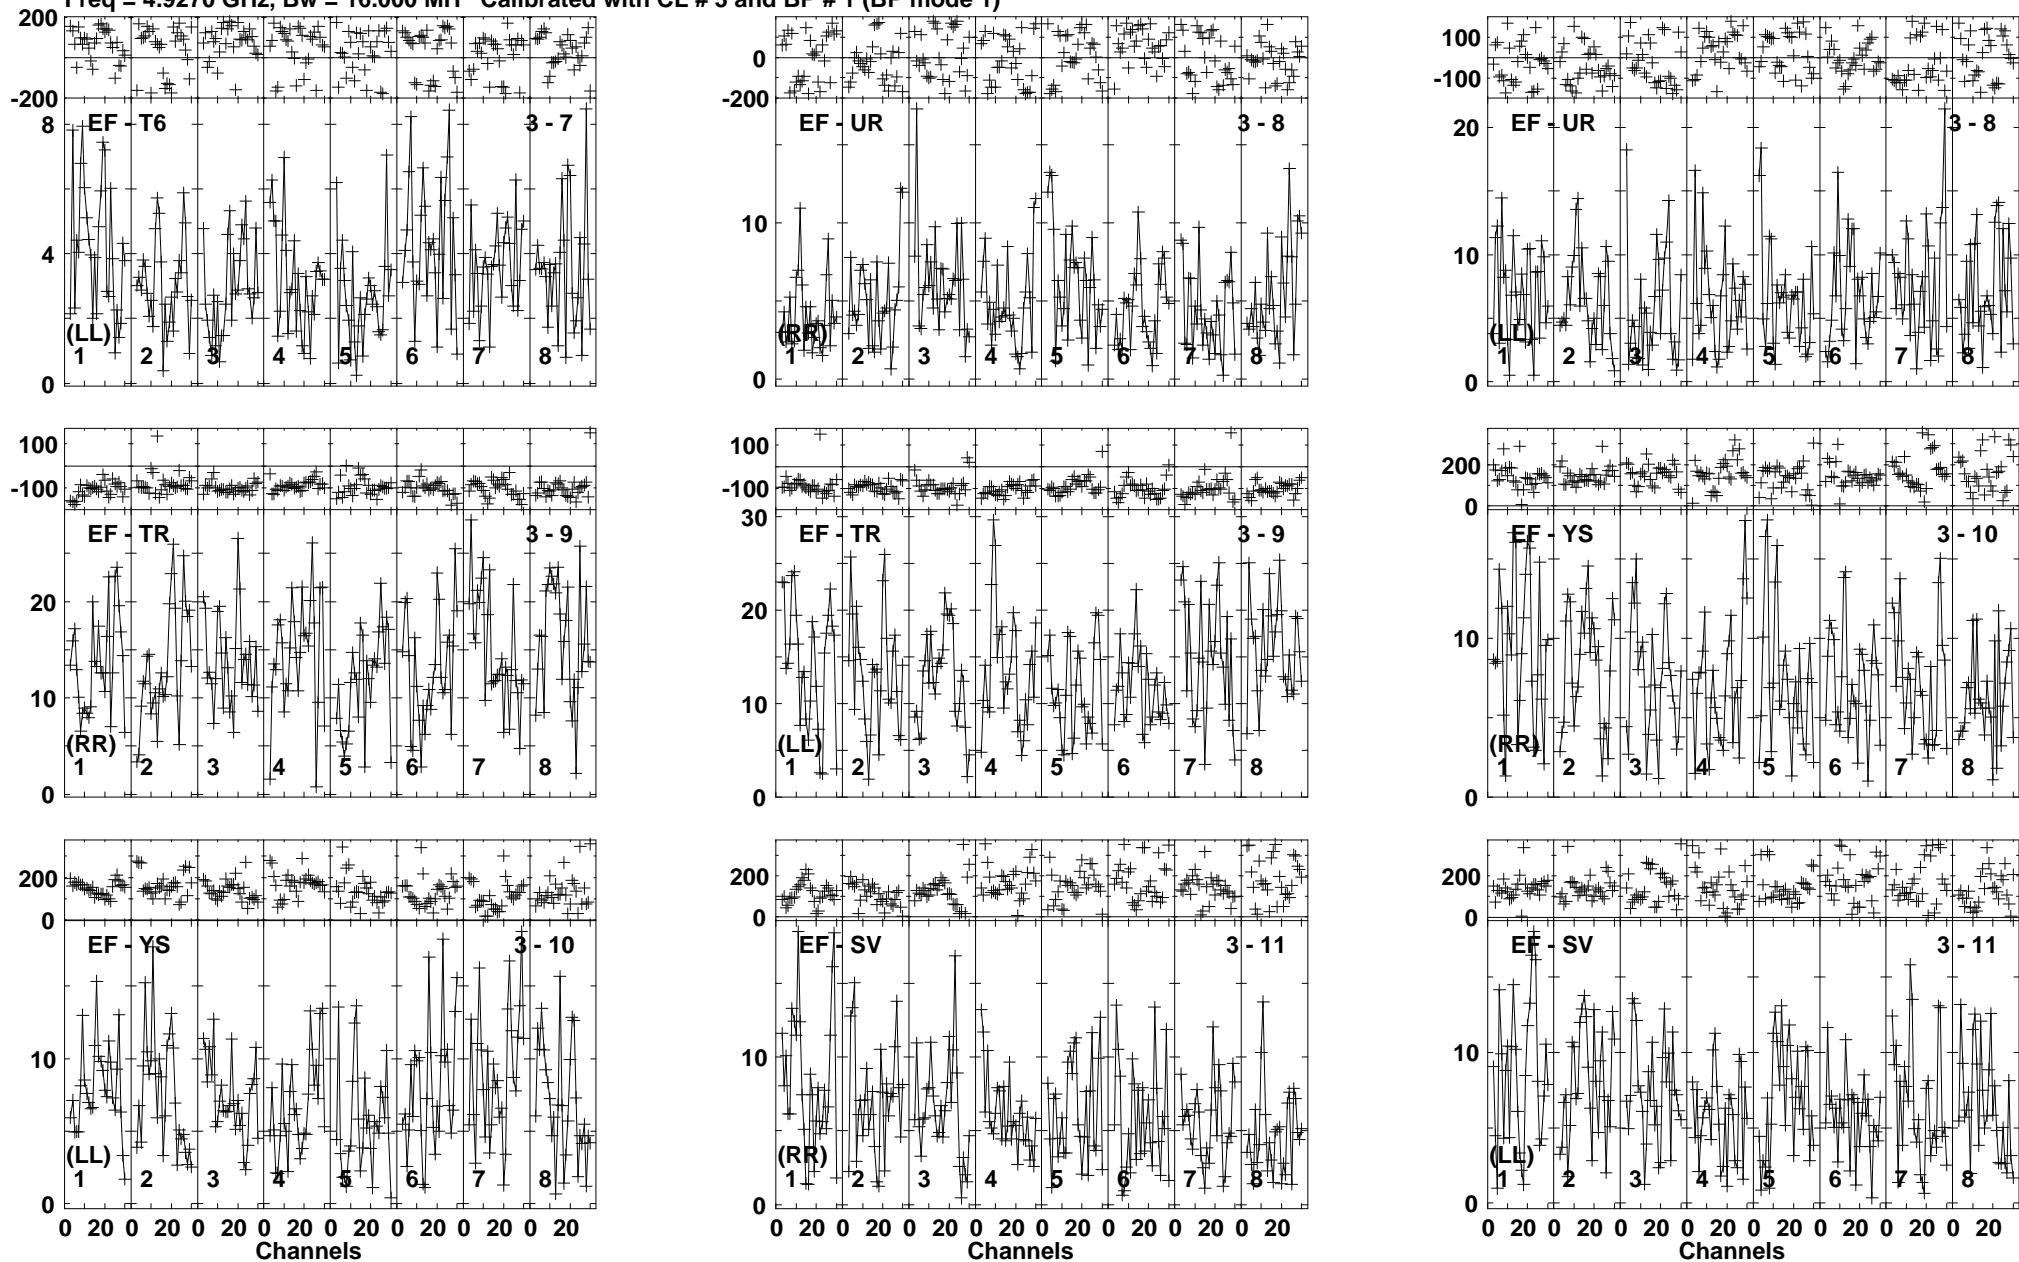 Freq = 4.9270 GHz, Bw = 16.000 MH Calibrated with CL # 3 and BP # 1 (BP mode 1)
200 -200 200 0 -200 100 -100
8 4 0 EF - T6 3 - 7 (LL) 1 2 3 4 5 6 7 8
10 0 EF - UR 3 - 8 (RR) 1 2 3 4 5 6 7 8
20 10 0 EF - UR 3 - 8 (LL) 1 2 3 4 5 6 7 8
100 -100 100 -100 200 0
20 10 0 EF - TR 3 - 9 (RR) 1 2 3 4 5 6 7 8
30 20 10 0 EF - TR 3 - 9 (LL) 1 2 3 4 5 6 7 8
10 0 EF - YS 3 - 10 (RR) 1 2 3 4 5 6 7 8
200 0 200 0 200 0
10 0 EF - YS 3 - 10 (LL) 1 2 3 4 5 6 7 8
10 0 EF - SV 3 - 11 (RR) 1 2 3 4 5 6 7 8
10 0 EF - SV 3 - 11 (LL) 1 2 3 4 5 6 7 8
0 20 0 20 0 20 0 20 0 20 0 20 0 20 0 20
0 20 0 20 0 20 0 20 0 20 0 20 0 20 0 20
0 20 0 20 0 20 0 20 0 20 0 20 0 20 0 20
Channels
Channels